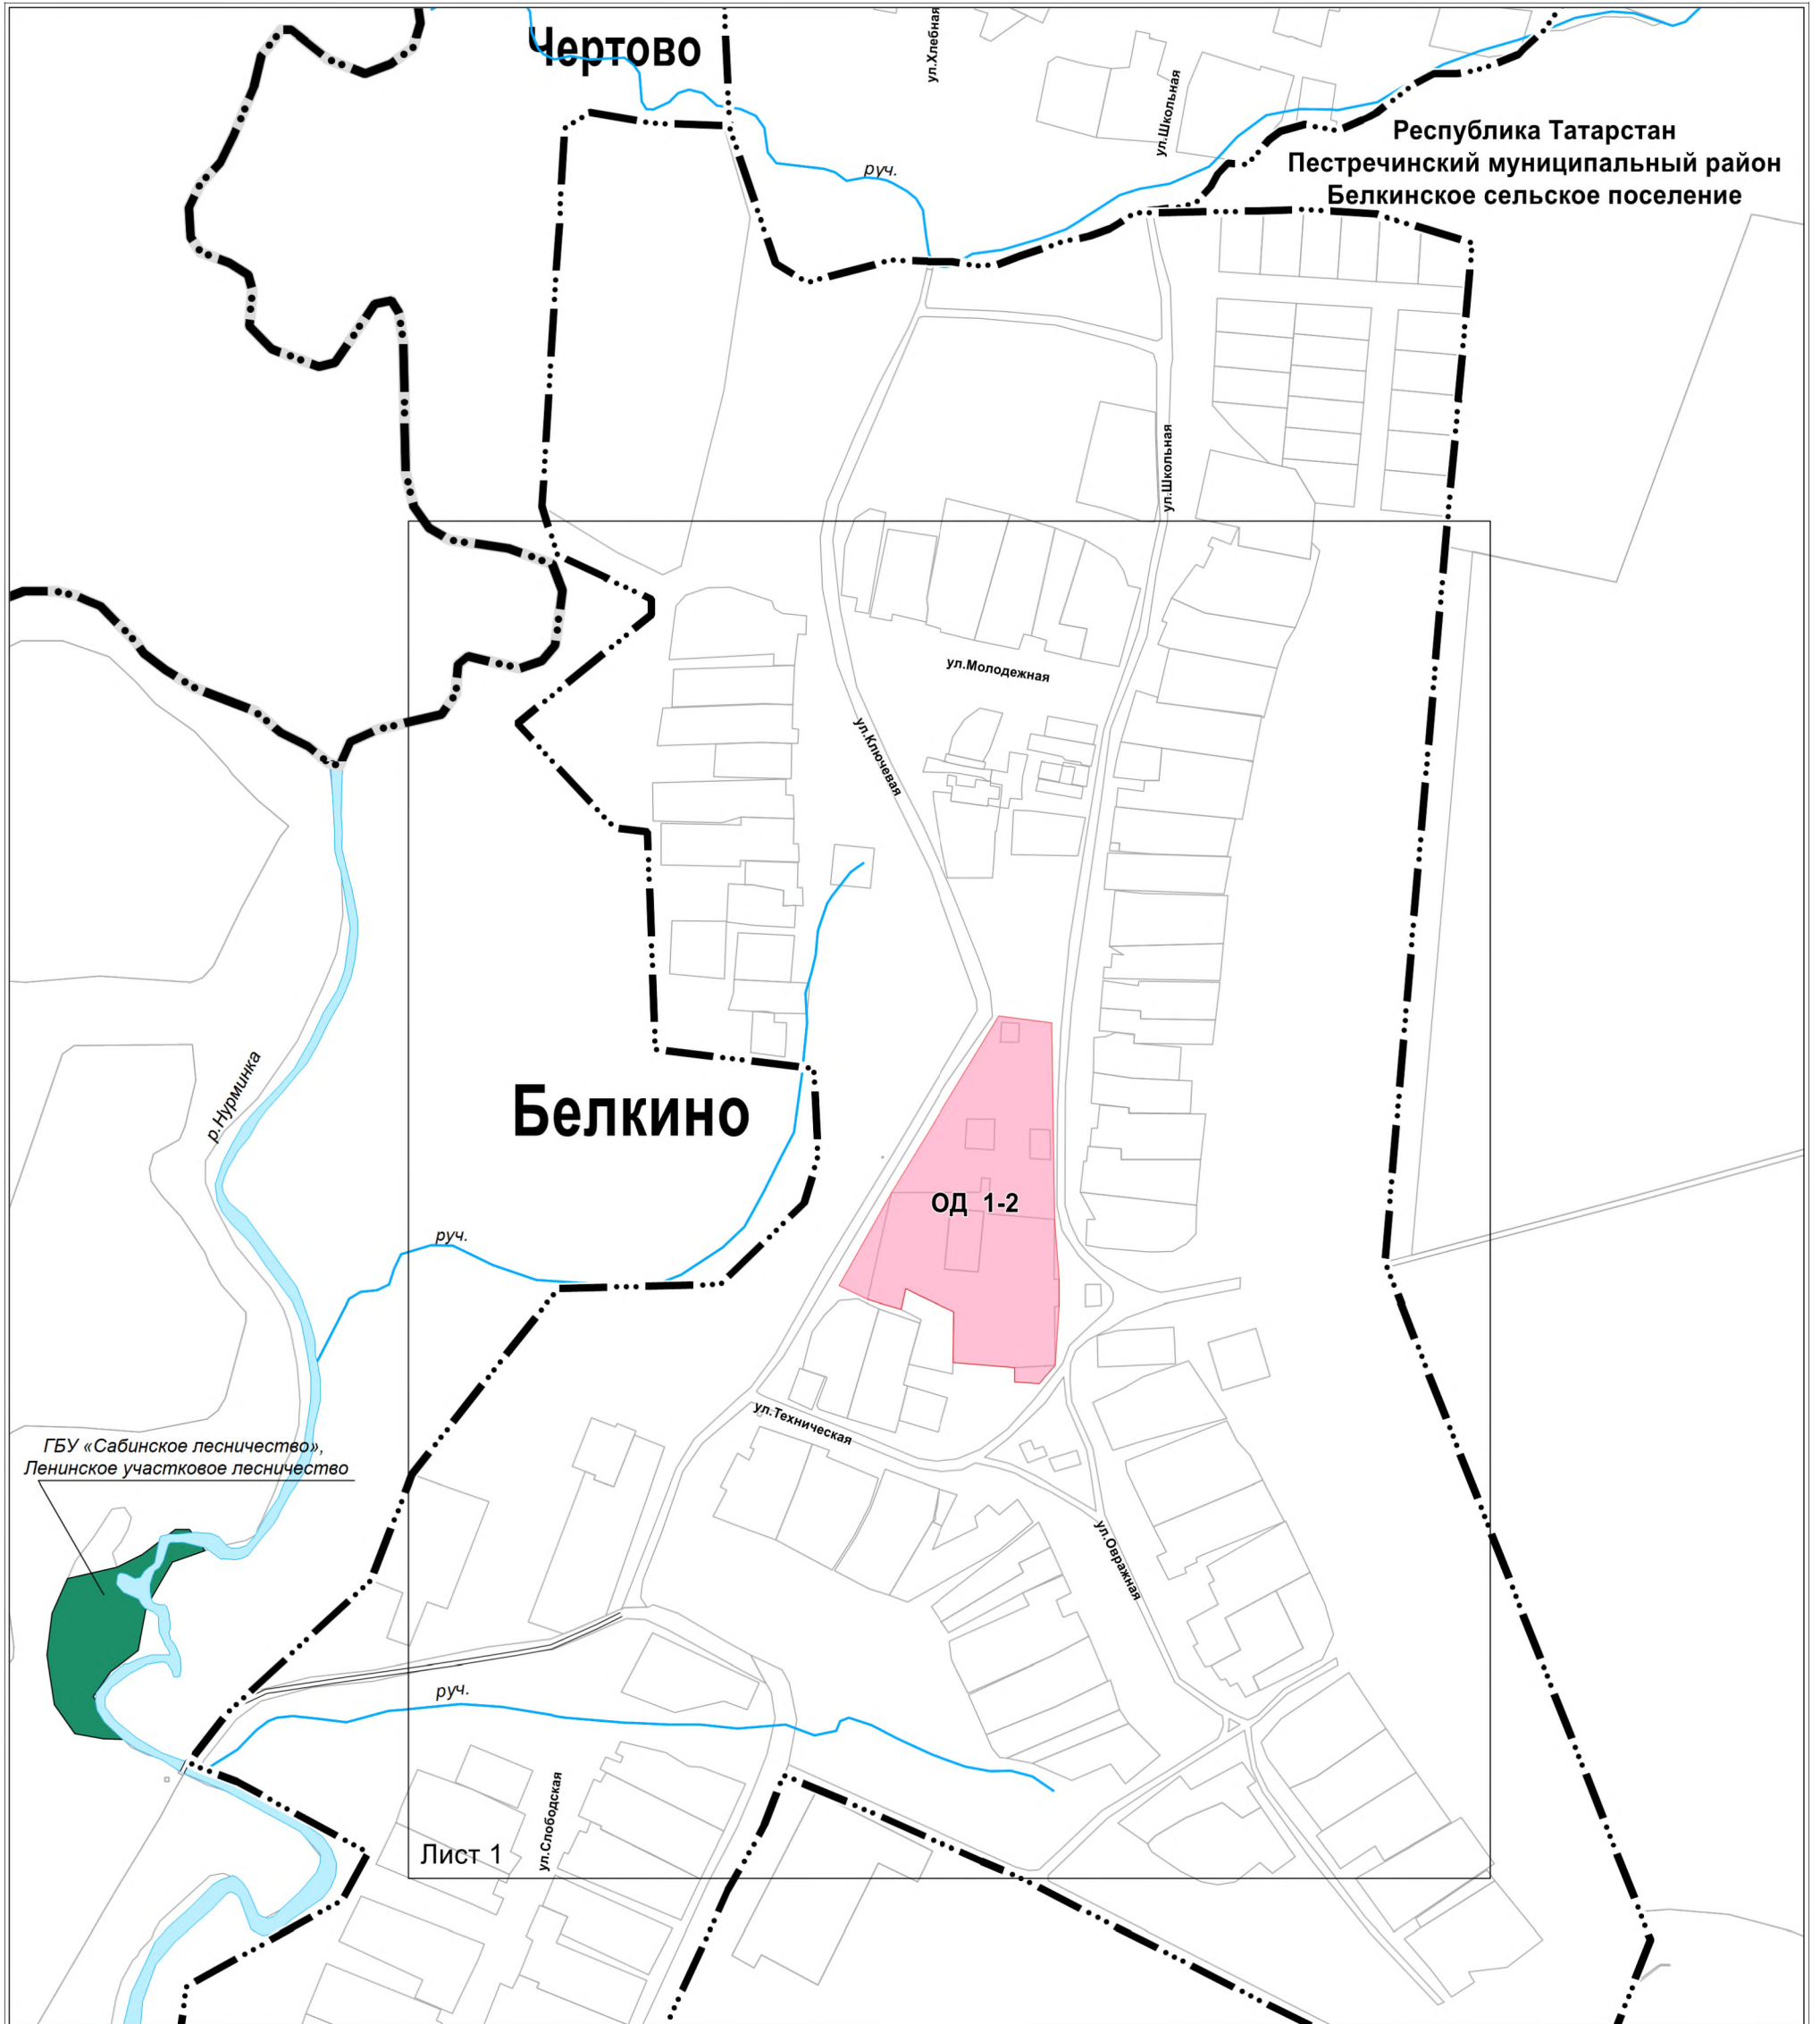 Чертово
ул.Хлебная
ул.Школьная
Республика Татарстан
Пестречинский муниципальный район
Белкинское сельское поселение
руч.
ул.Школьная
ул.Молодежная
ул.Ключевая
р.Нурминка
Белкино
ОД 1-2
руч.
ул.Техническая
ГБУ «Сабинское лесничество»,
Ленинское участковое лесничество
ул.Овражная
руч.
ул.Слободская
Лист 1